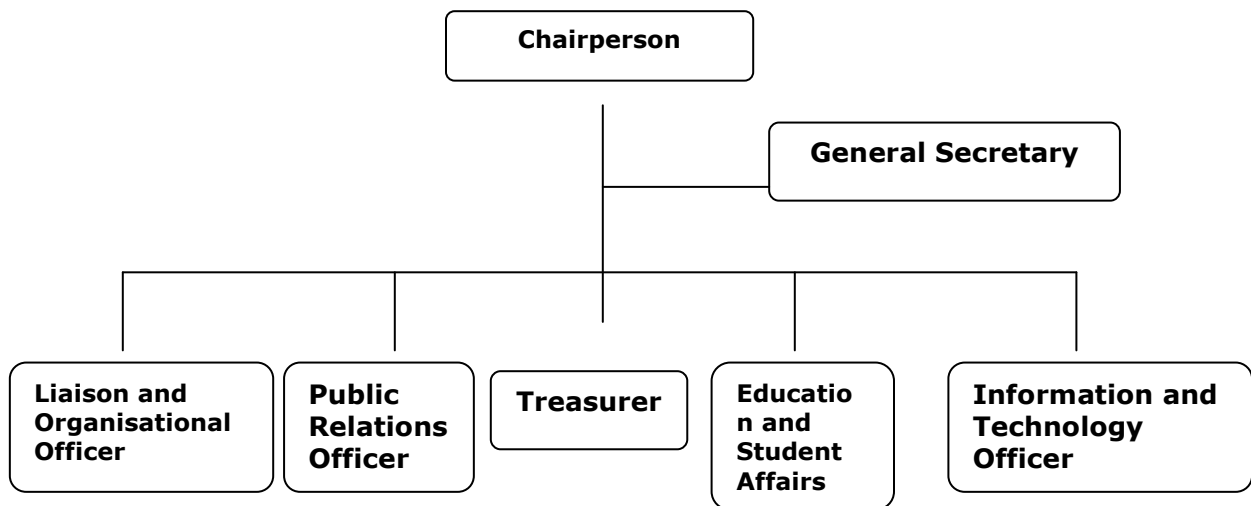 Chairperson
General Secretary
Liaison and
Organisational
Officer
Public
Relations
Officer
Treasurer
Educatio
n and
Student
Affairs
Information and
Technology
Officer